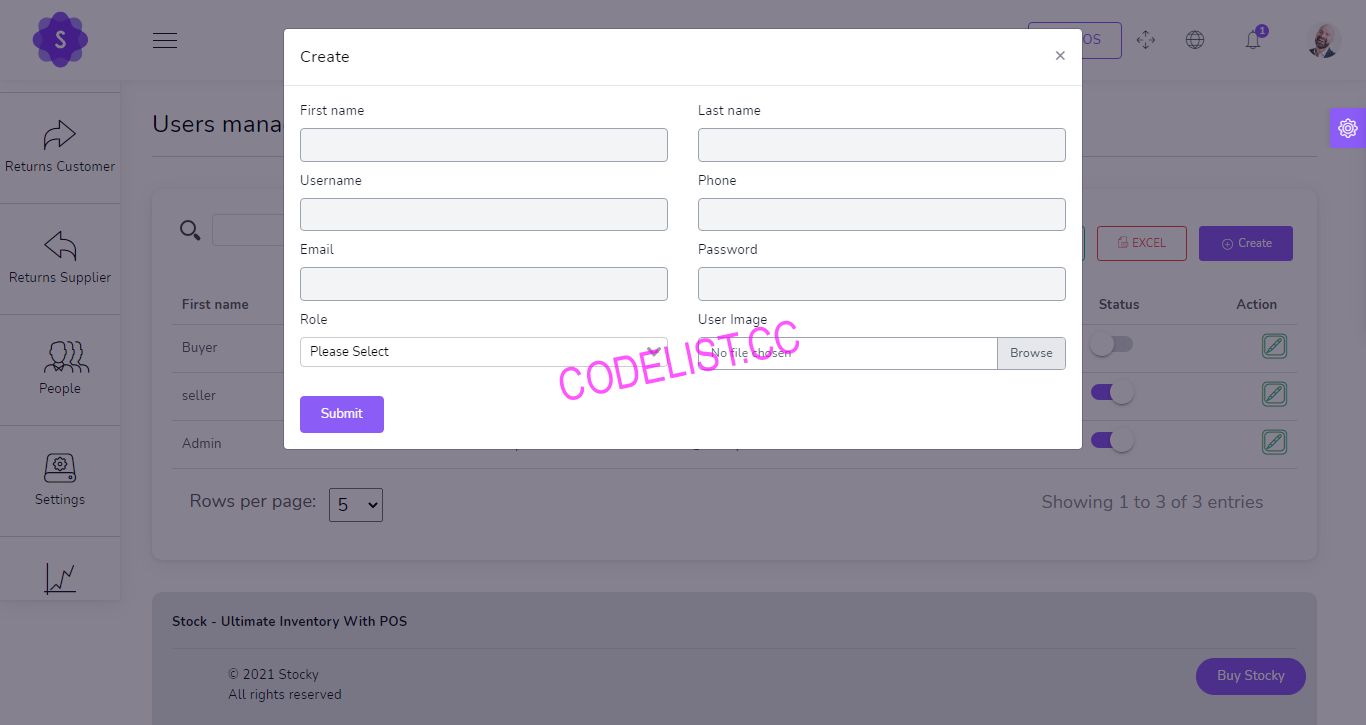 S
OS
1
Create
×
First name
Last name
Username
Phone
Email
Password
Role
User Image
Please Select
No file chosen
Browse
Submit
CODELIST.CC
Users mana
Returns Customer
Returns Supplier
People
Settings
EXCEL
Create
First name
Status
Action
Buyer
seller
Admin
Rows per page:
5
Showing 1 to 3 of 3 entries
Stock - Ultimate Inventory With POS
© 2021 Stocky
All rights reserved
Buy Stocky